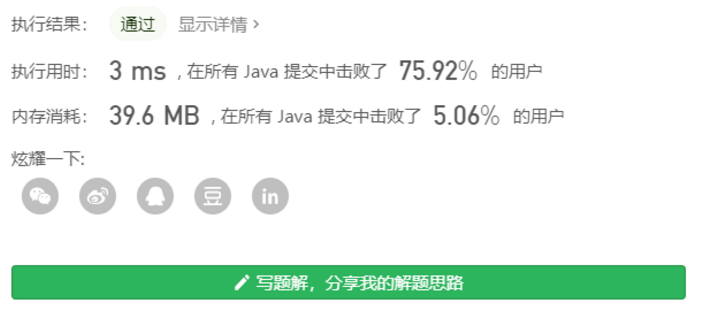 执行结果： 通过 显示详情 ›
执行用时： 3 ms , 在所有 Java 提交中击败了 75.92% 的用户
内存消耗： 39.6 MB , 在所有 Java 提交中击败了 5.06% 的用户
炫耀一下:
豆 in
写题解，分享我的解题思路